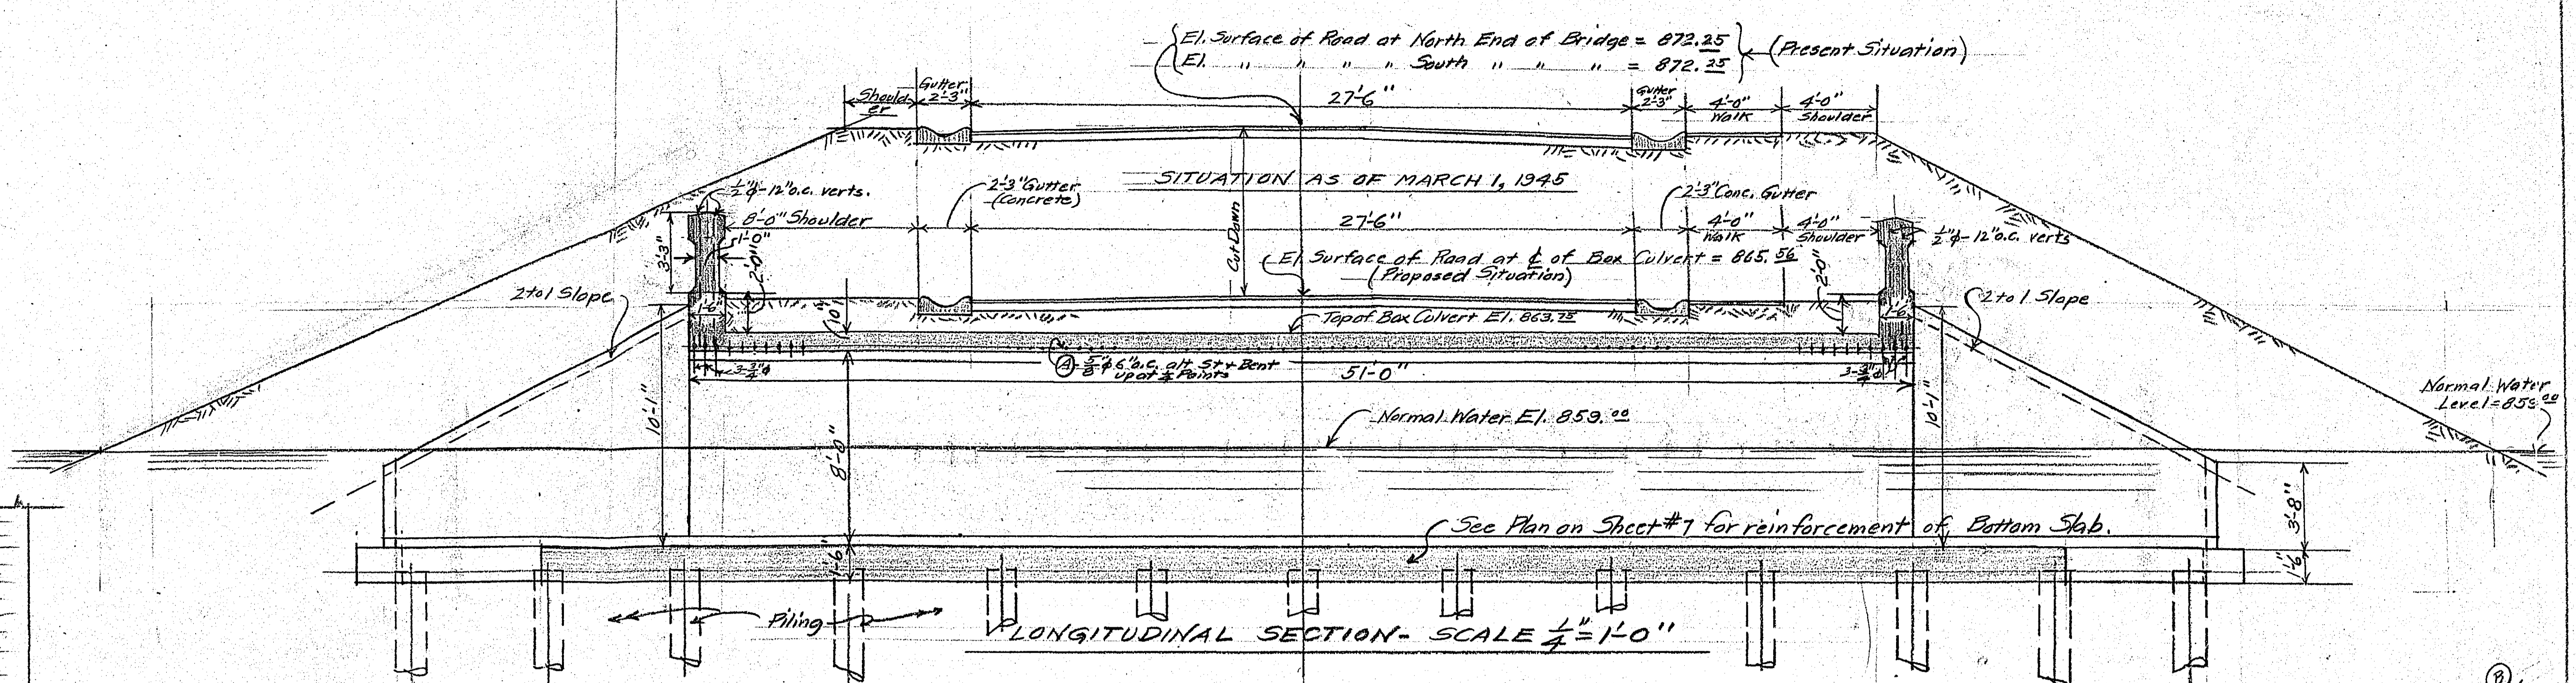 El. Surface of Road at North End of Bridge = 872.25
El. " " " " South " " " = 872.25
(Present Situation)
Should-
er
Gutter
2'-3"
27'-6"
Gutter
2'-3"
4'-0"
Walk
4'-0"
Shoulder
SITUATION AS OF MARCH 1, 1945
1/2"φ-12"o.c. verts.
8'-0" Shoulder
2'-3" Gutter
(Concrete)
27'-6"
2'-3" Conc. Gutter
4'-0"
Walk
4'-0"
Shoulder
1/2"φ-12"o.c. verts
3'-3"
1'-0"
2'-0"
Cut Down
El. Surface of Road at ℄ of Box Culvert = 865.56
(Proposed Situation)
2'-0"
2 to 1 Slope
1'-6"
10"
Top of Box Culvert El. 863.75
1'-6"
2 to 1 Slope
3-3/4"φ
(A)-5/8"φ 6"o.c. alt. St + Bent
up at 1/4 Points
51'-0"
3-3/4"φ
10'-1"
8'-0"
Normal Water El. 859.00
10'-1"
Normal Water
Level = 859.00
See Plan on Sheet #7 for reinforcement of Bottom Slab.
3'-8"
1'-6"
1'-6"
Piling
LONGITUDINAL SECTION - SCALE 1/4" = 1'-0"
(B)